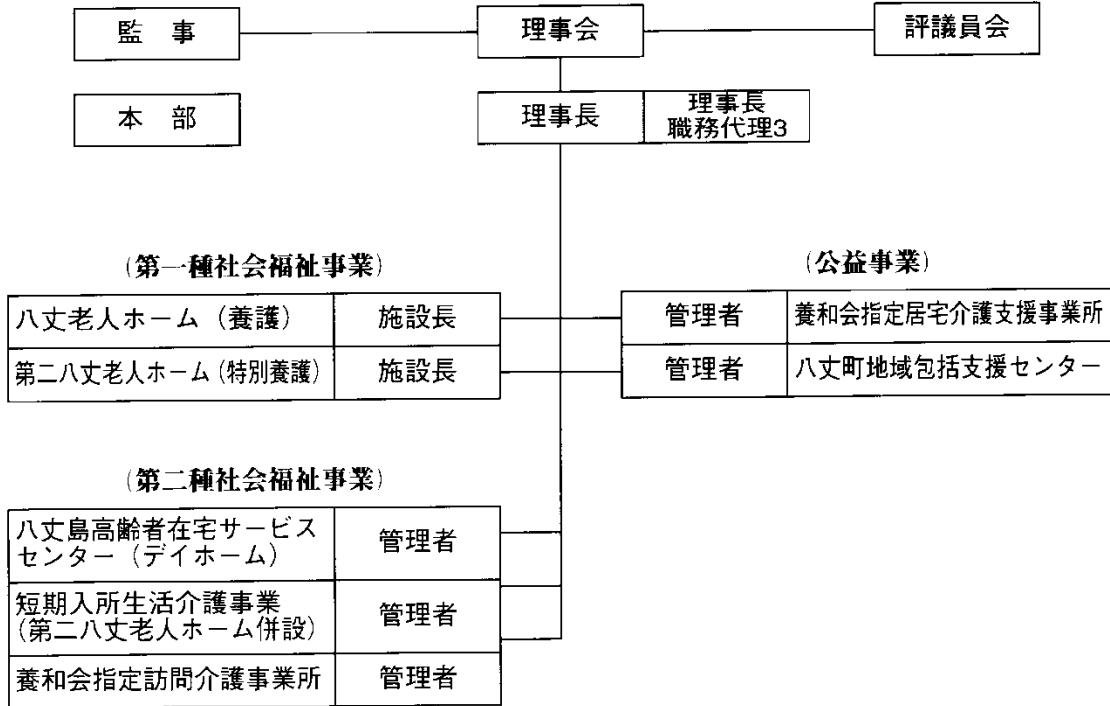 監　事
理事会
評議員会
本　部
理事長
理事長
職務代理3
(第一種社会福祉事業)
八丈老人ホーム（養護）
施設長
第二八丈老人ホーム(特別養護)
施設長
(公益事業)
管理者
養和会指定居宅介護支援事業所
管理者
八丈町地域包括支援センター
(第二種社会福祉事業)
八丈島高齢者在宅サービス
センター（デイホーム）
管理者
短期入所生活介護事業
(第二八丈老人ホーム併設)
管理者
養和会指定訪問介護事業所
管理者